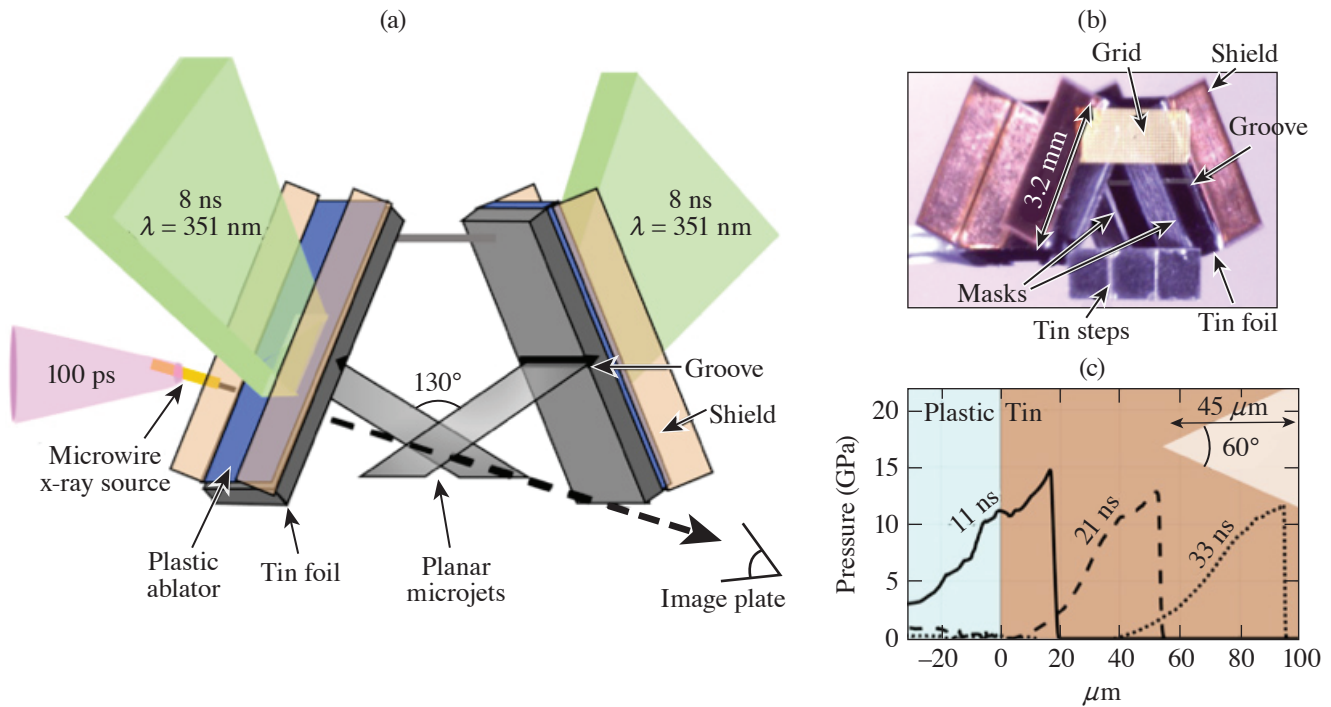 (a)
8 ns
λ = 351 nm
8 ns
λ = 351 nm
100 ps
130°
Groove
Shield
Microwire
x-ray source
Plastic
ablator
Tin foil
Planar
microjets
Image plate
(b)
Grid
Shield
Groove
3.2 mm
Masks
Tin steps
Tin foil
(c)
Plastic
Tin
45 μm
60°
11 ns
21 ns
33 ns
Pressure (GPa)
20
15
10
5
0
−20
0
20
40
60
80
100
μm